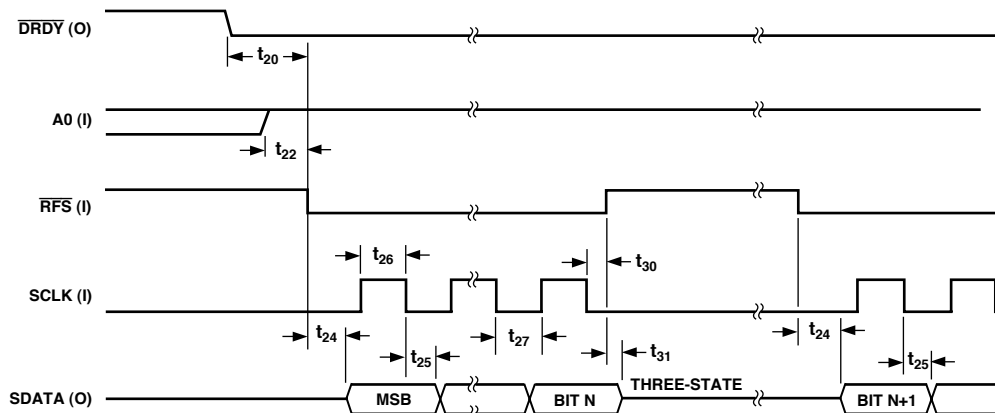 DRDY (O)
t20
A0 (I)
t22
RFS (I)
t26
t30
SCLK (I)
t24
t25
t27
t31
t24
t25
THREE-STATE
SDATA (O)
MSB
BIT N
BIT N+1